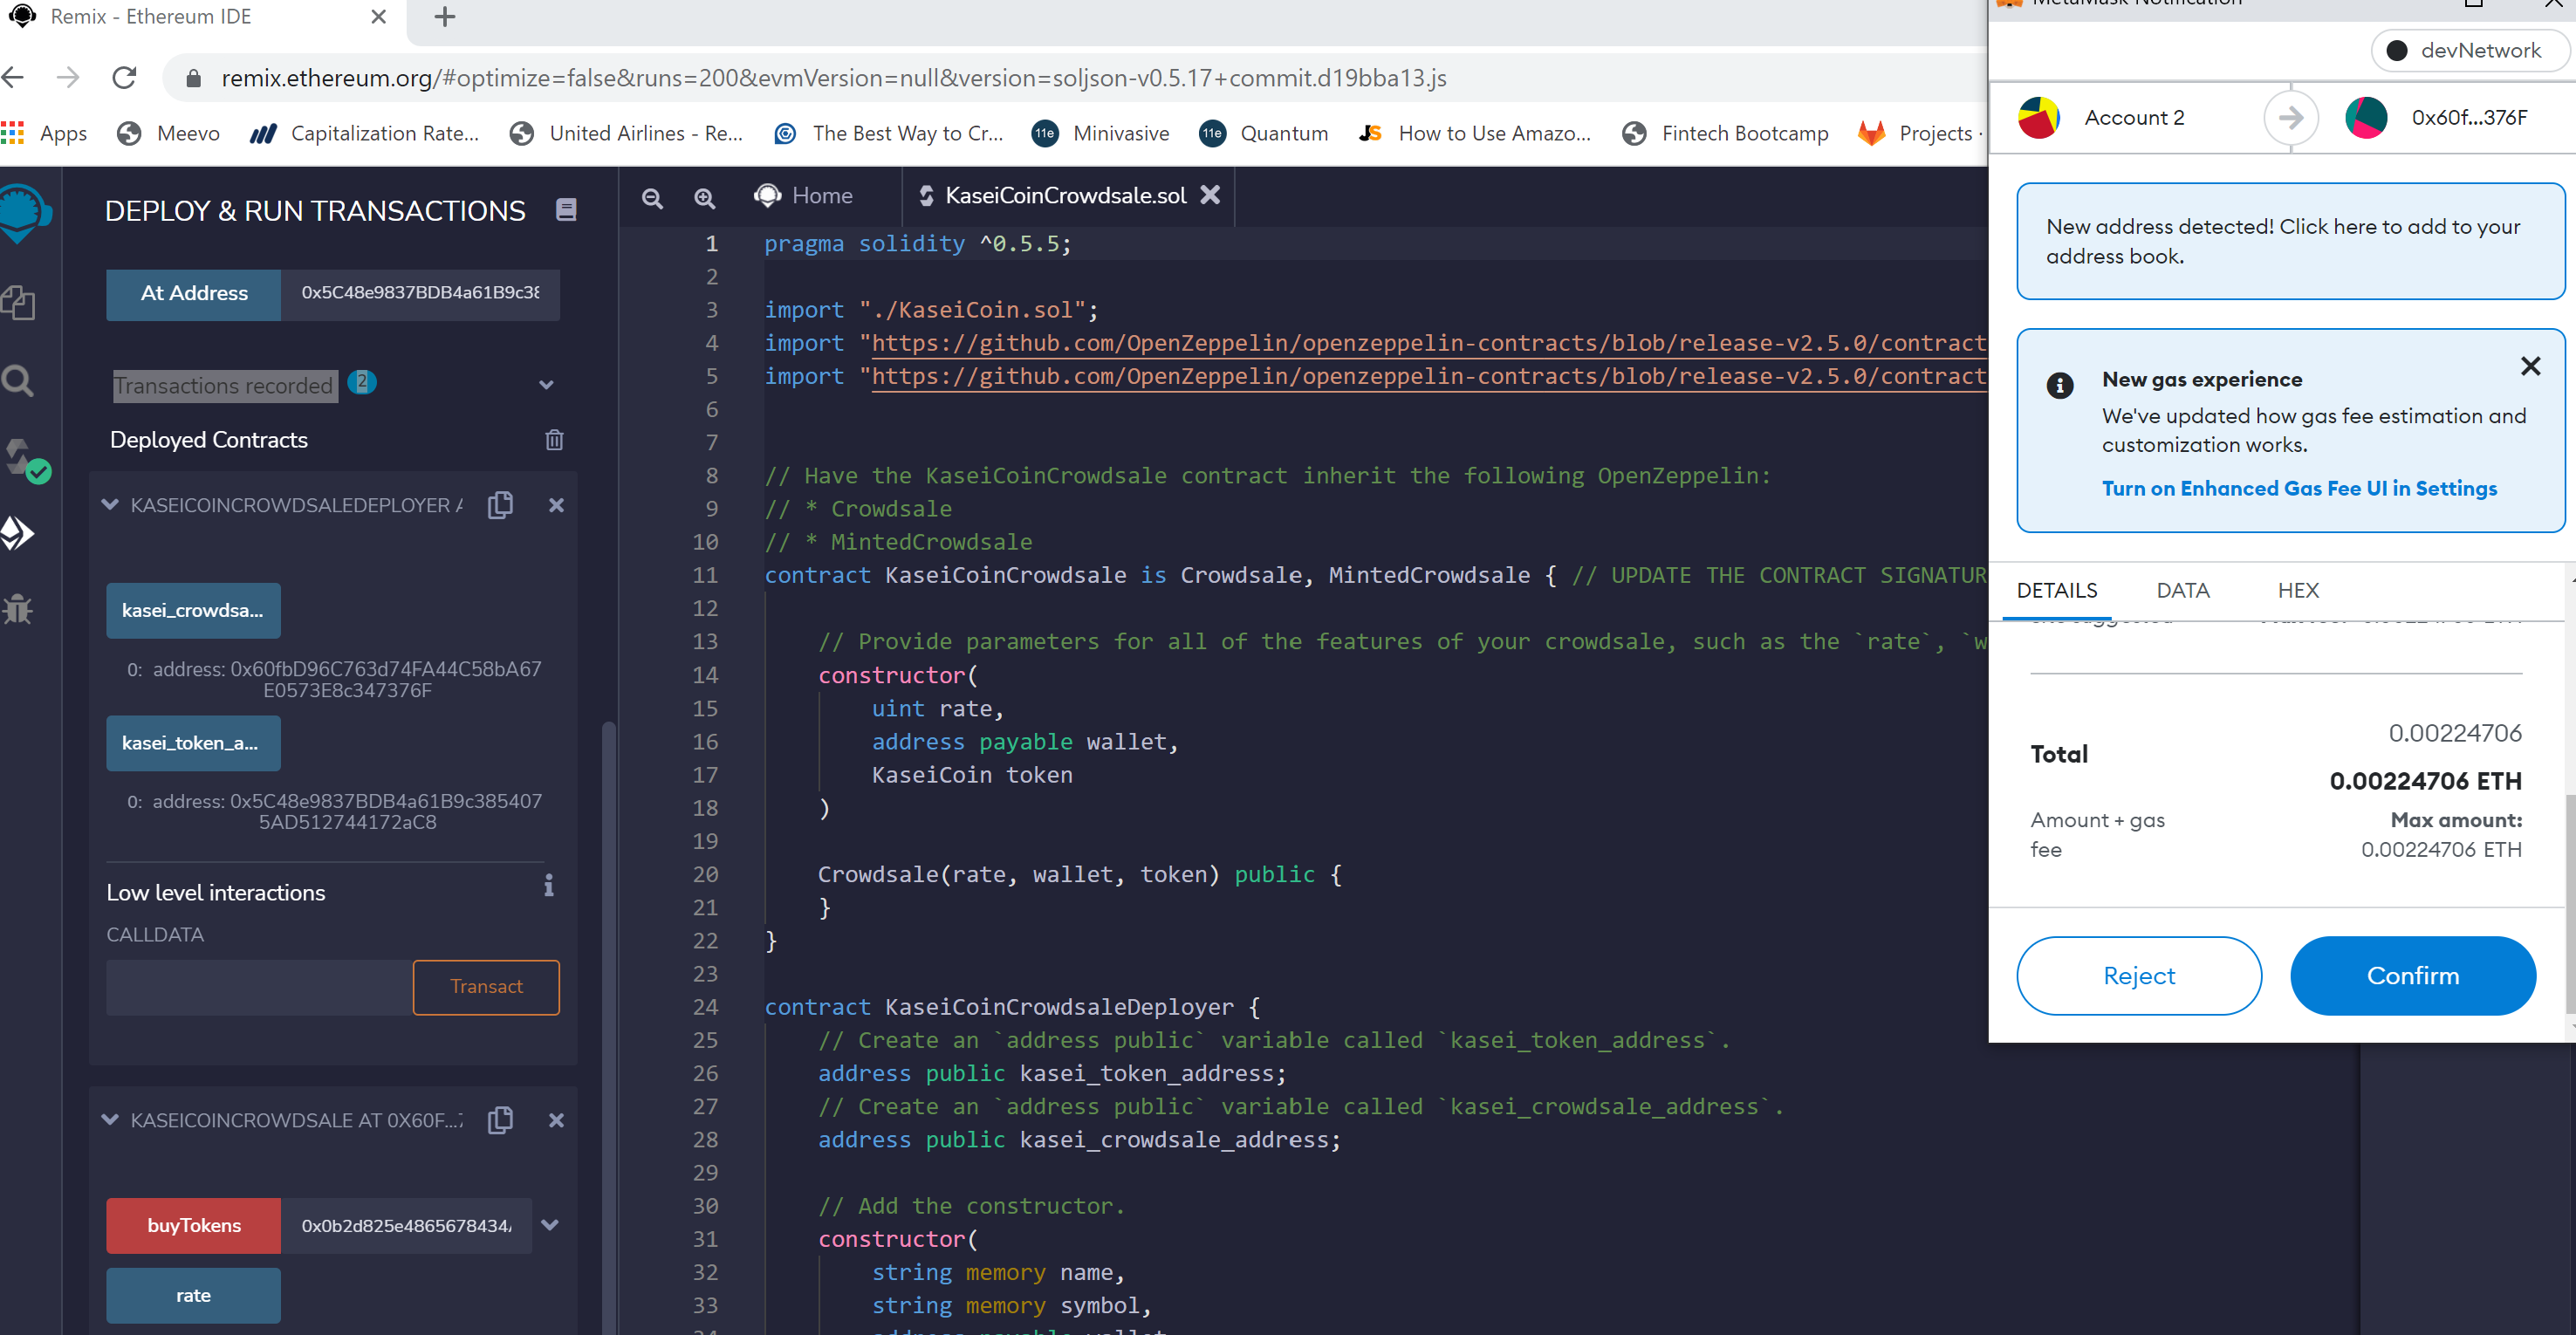 Remix - Ethereum IDE
remix.ethereum.org/#optimize=false&runs=200&evmVersion=null&version=soljson-v0.5.17+commit.d19bba13.js
Apps
Meevo
Capitalization Rate...
United Airlines - Re...
The Best Way to Cr...
11e
Minivasive
11e
Quantum
JS
How to Use Amazo...
Fintech Bootcamp
Projects ·
DEPLOY & RUN TRANSACTIONS
At Address
0x5C48e9837BDB4a61B9c38
Transactions recorded 2
Deployed Contracts
KASEICOINCROWDSALEDEPLOYER A
kasei_crowdsa...
0: address: 0x60fbD96C763d74FA44C58bA67
E0573E8c347376F
kasei_token_a...
0: address: 0x5C48e9837BDB4a61B9c385407
5AD512744172aC8
Low level interactions
CALLDATA
Transact
KASEICOINCROWDSALE AT 0X60F...
buyTokens
0x0b2d825e4865678434
rate
Home
KaseiCoinCrowdsale.sol
1 pragma solidity ^0.5.5;
2
3 import "./KaseiCoin.sol";
4 import "https://github.com/OpenZeppelin/openzeppelin-contracts/blob/release-v2.5.0/contract
5 import "https://github.com/OpenZeppelin/openzeppelin-contracts/blob/release-v2.5.0/contract
6
7
8 // Have the KaseiCoinCrowdsale contract inherit the following OpenZeppelin:
9 // * Crowdsale
10 // * MintedCrowdsale
11 contract KaseiCoinCrowdsale is Crowdsale, MintedCrowdsale { // UPDATE THE CONTRACT SIGNATUR
12
13 // Provide parameters for all of the features of your crowdsale, such as the `rate`, `w
14 constructor(
15 uint rate,
16 address payable wallet,
17 KaseiCoin token
18 )
19
20 Crowdsale(rate, wallet, token) public {
21 }
22 }
23
24 contract KaseiCoinCrowdsaleDeployer {
25 // Create an `address public` variable called `kasei_token_address`.
26 address public kasei_token_address;
27 // Create an `address public` variable called `kasei_crowdsale_address`.
28 address public kasei_crowdsale_address;
29
30 // Add the constructor.
31 constructor(
32 string memory name,
33 string memory symbol,
MetaMask Notification
devNetwork
Account 2
0x60f...376F
New address detected! Click here to add to your
address book.
New gas experience
We've updated how gas fee estimation and
customization works.
Turn on Enhanced Gas Fee UI in Settings
DETAILS
DATA
HEX
0.00224706
Total
0.00224706 ETH
Amount + gas
fee
Max amount:
0.00224706 ETH
Reject
Confirm